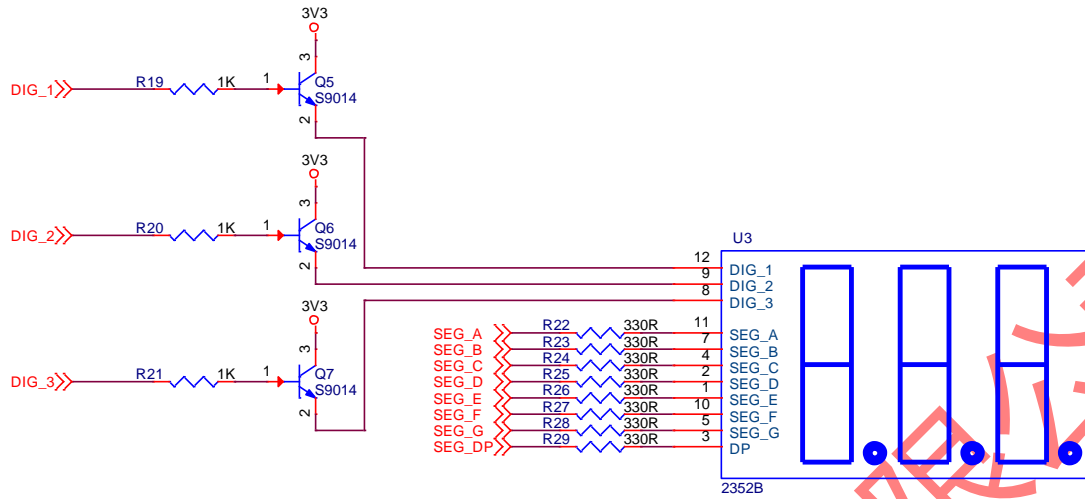 3V3
3
DIG_1
R19
1K
1
Q5
S9014
2
3V3
3
DIG_2
R20
1K
1
Q6
S9014
2
3V3
3
DIG_3
R21
1K
1
Q7
S9014
2
U3
12
DIG_1
9
DIG_2
8
DIG_3
SEG_A
R22
330R
11
SEG_A
SEG_B
R23
330R
7
SEG_B
SEG_C
R24
330R
4
SEG_C
SEG_D
R25
330R
2
SEG_D
SEG_E
R26
330R
1
SEG_E
SEG_F
R27
330R
10
SEG_F
SEG_G
R28
330R
5
SEG_G
SEG_DP
R29
330R
3
DP
2352B